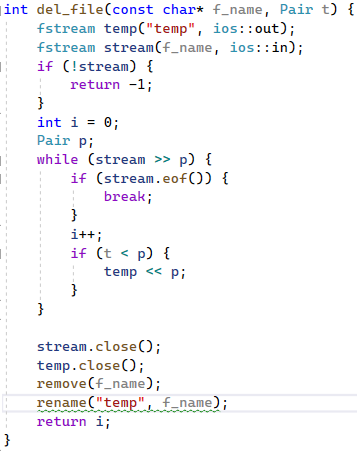 int del_file(const char* f_name, Pair t) {
    fstream temp("temp", ios::out);
    fstream stream(f_name, ios::in);
    if (!stream) {
        return -1;
    }
    int i = 0;
    Pair p;
    while (stream >> p) {
        if (stream.eof()) {
            break;
        }
        i++;
        if (t < p) {
            temp << p;
        }
    }

    stream.close();
    temp.close();
    remove(f_name);
    rename("temp", f_name);
    return i;
}